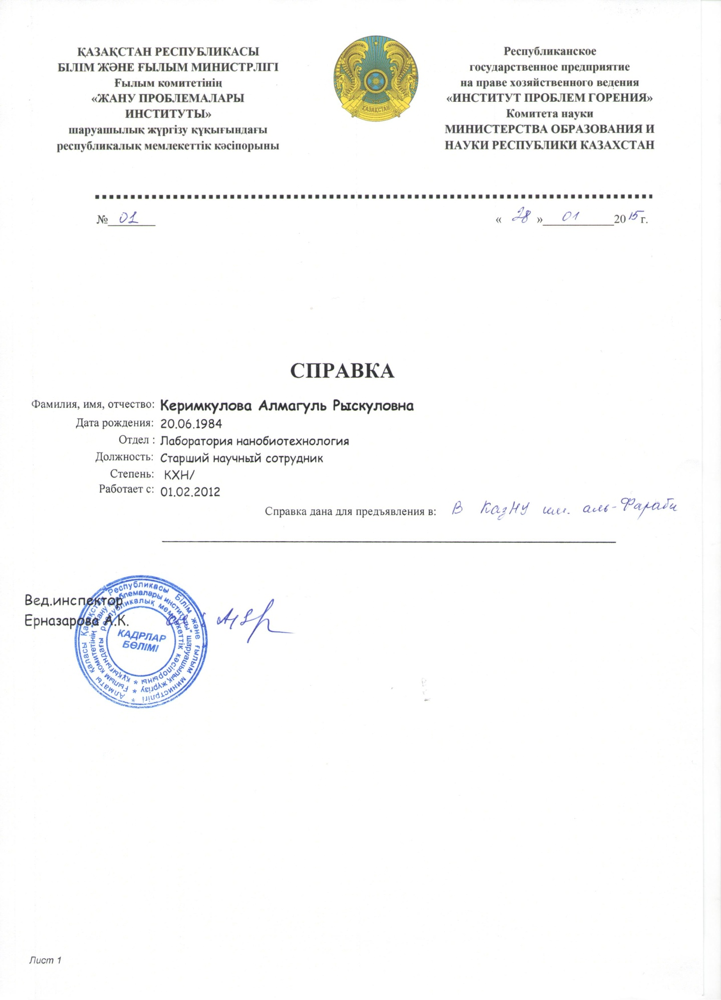 ҚАЗАҚСТАН РЕСПУБЛИКАСЫ
БІЛІМ ЖӘНЕ ҒЫЛЫМ МИНИСТРЛІГІ
Ғылым комитетінің
«ЖАНУ ПРОБЛЕМАЛАРЫ
ИНСТИТУТЫ»
шаруашылық жүргізу құқығындағы
республикалық мемлекеттік кәсіпорыны
ҚАЗАҚСТАН
Республиканское
государственное предприятие
на праве хозяйственного ведения
«ИНСТИТУТ ПРОБЛЕМ ГОРЕНИЯ»
Комитета науки
МИНИСТЕРСТВА ОБРАЗОВАНИЯ И
НАУКИ РЕСПУБЛИКИ КАЗАХСТАН
№ 01
« 28 » 01 2015 г.
СПРАВКА
Фамилия, имя, отчество: Керимкулова Алмагуль Рыскуловна
Дата рождения: 20.06.1984
Отдел : Лаборатория нанобиотехнология
Должность: Старший научный сотрудник
Степень: КХН/
Работает с: 01.02.2012
Справка дана для предъявления в: В КазНУ им. аль-Фараби
Вед.инспектор
Ерназарова А.К.
Алматы қаласы Қазақстан Республикасы Білім және ғылым министрлігі *
Ғылым комитетінің "Жану проблемалары институты" шаруашылық жүргізу *
құқығындағы республикалық мемлекеттік кәсіпорыны *
КАДРЛАР
БӨЛІМІ
Лист 1